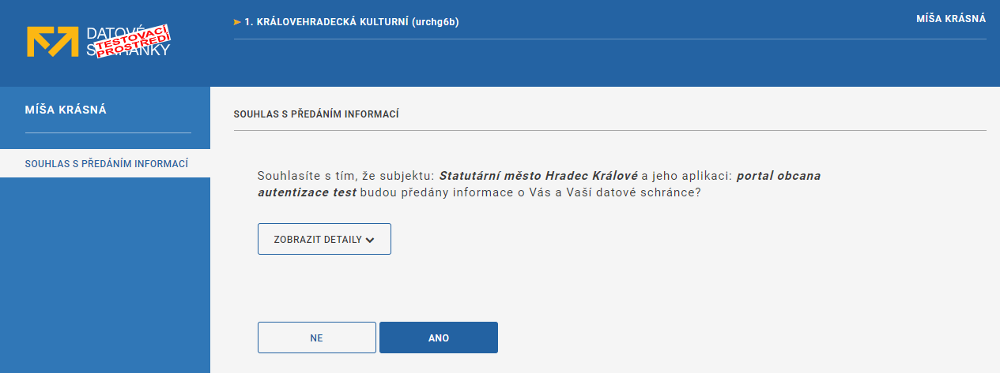 DATOVÉ
SCHRÁNKY
TESTOVACÍ
PROSTŘEDÍ
1. KRÁLOVEHRADECKÁ KULTURNÍ (urchg6b)
MÍŠA KRÁSNÁ
MÍŠA KRÁSNÁ
SOUHLAS S PŘEDÁNÍM INFORMACÍ
SOUHLAS S PŘEDÁNÍM INFORMACÍ
Souhlasíte s tím, že subjektu: Statutární město Hradec Králové a jeho aplikaci: portal obcana
autentizace test budou předány informace o Vás a Vaší datové schránce?
ZOBRAZIT DETAILY
NE
ANO